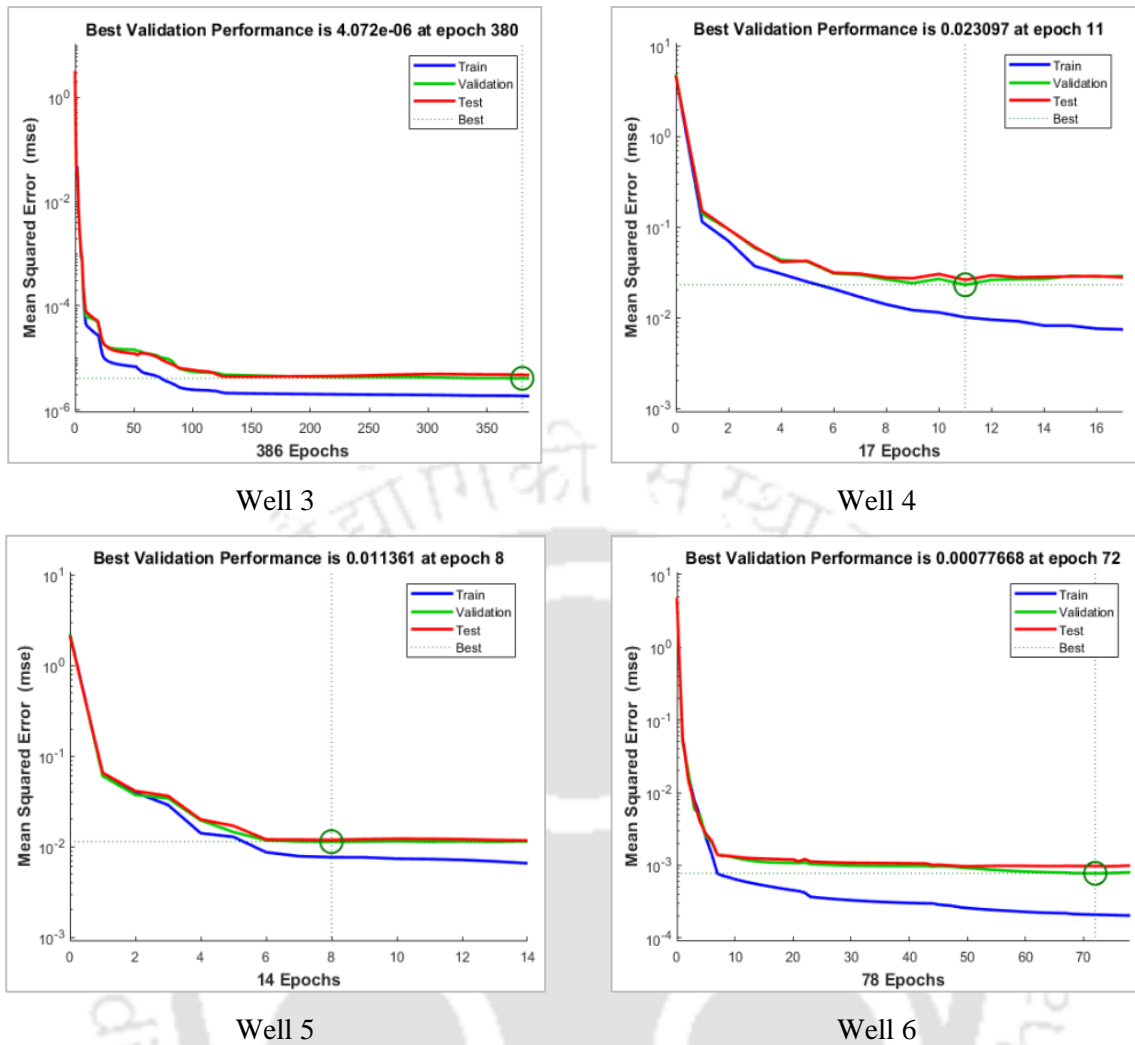 Best Validation Performance is 4.072e-06 at epoch 380
Mean Squared Error (mse)
10^0
10^-2
10^-4
10^-6
Train
Validation
Test
Best
0 50 100 150 200 250 300 350
386 Epochs
Well 3
Best Validation Performance is 0.023097 at epoch 11
Mean Squared Error (mse)
10^1
10^0
10^-1
10^-2
10^-3
Train
Validation
Test
Best
0 2 4 6 8 10 12 14 16
17 Epochs
Well 4
Best Validation Performance is 0.011361 at epoch 8
Mean Squared Error (mse)
10^1
10^0
10^-1
10^-2
10^-3
Train
Validation
Test
Best
0 2 4 6 8 10 12 14
14 Epochs
Well 5
Best Validation Performance is 0.00077668 at epoch 72
Mean Squared Error (mse)
10^1
10^0
10^-1
10^-2
10^-3
10^-4
Train
Validation
Test
Best
0 10 20 30 40 50 60 70
78 Epochs
Well 6